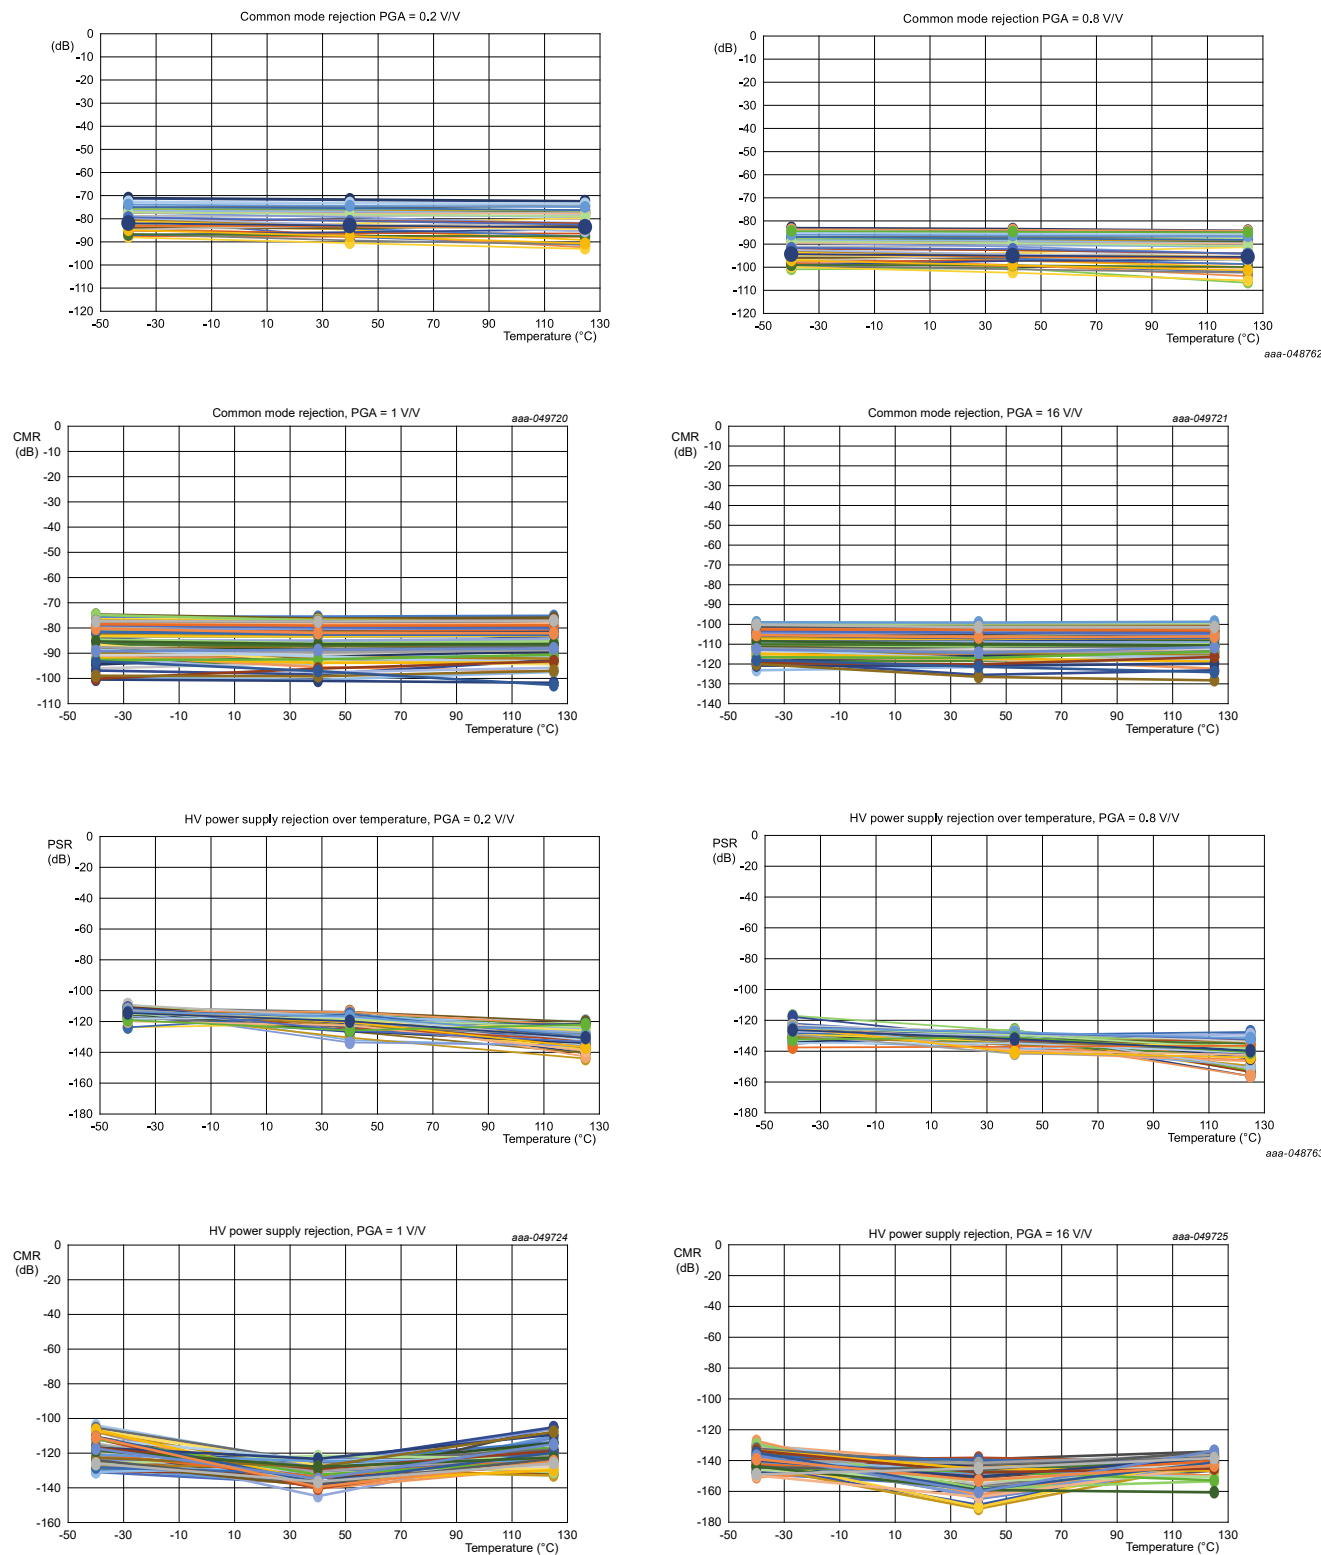 Common mode rejection PGA = 0.2 V/V
(dB)
0
-10
-20
-30
-40
-50
-60
-70
-80
-90
-100
-110
-120
-50 -30 -10 10 30 50 70 90 110 130
Temperature (°C)
Common mode rejection PGA = 0.8 V/V
(dB)
0
-10
-20
-30
-40
-50
-60
-70
-80
-90
-100
-110
-120
-50 -30 -10 10 30 50 70 90 110 130
Temperature (°C)
aaa-048762
Common mode rejection, PGA = 1 V/V
aaa-049720
CMR
(dB)
0
-10
-20
-30
-40
-50
-60
-70
-80
-90
-100
-110
-50 -30 -10 10 30 50 70 90 110 130
Temperature (°C)
Common mode rejection, PGA = 16 V/V
aaa-049721
CMR
(dB)
0
-10
-20
-30
-40
-50
-60
-70
-80
-90
-100
-110
-120
-130
-140
-50 -30 -10 10 30 50 70 90 110 130
Temperature (°C)
HV power supply rejection over temperature, PGA = 0.2 V/V
PSR
(dB)
0
-20
-40
-60
-80
-100
-120
-140
-160
-180
-50 -30 -10 10 30 50 70 90 110 130
Temperature (°C)
HV power supply rejection over temperature, PGA = 0.8 V/V
PSR
(dB)
0
-20
-40
-60
-80
-100
-120
-140
-160
-180
-50 -30 -10 10 30 50 70 90 110 130
Temperature (°C)
aaa-048763
HV power supply rejection, PGA = 1 V/V
aaa-049724
CMR
(dB)
0
-20
-40
-60
-80
-100
-120
-140
-160
-50 -30 -10 10 30 50 70 90 110 130
Temperature (°C)
HV power supply rejection, PGA = 16 V/V
aaa-049725
CMR
(dB)
0
-20
-40
-60
-80
-100
-120
-140
-160
-180
-50 -30 -10 10 30 50 70 90 110 130
Temperature (°C)